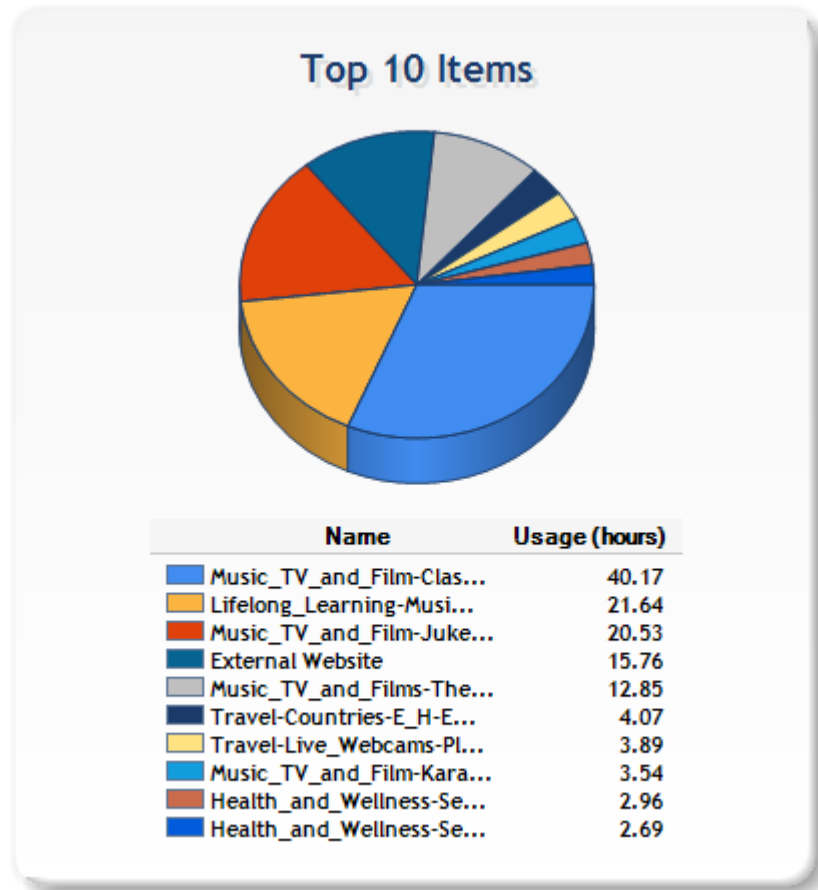 Top 10 Items
Name Usage (hours)
Music_TV_and_Film-Clas... 40.17
Lifelong_Learning-Musi... 21.64
Music_TV_and_Film-Juke... 20.53
External Website 15.76
Music_TV_and_Films-The... 12.85
Travel-Countries-E_H-E... 4.07
Travel-Live_Webcams-Pl... 3.89
Music_TV_and_Film-Kara... 3.54
Health_and_Wellness-Se... 2.96
Health_and_Wellness-Se... 2.69